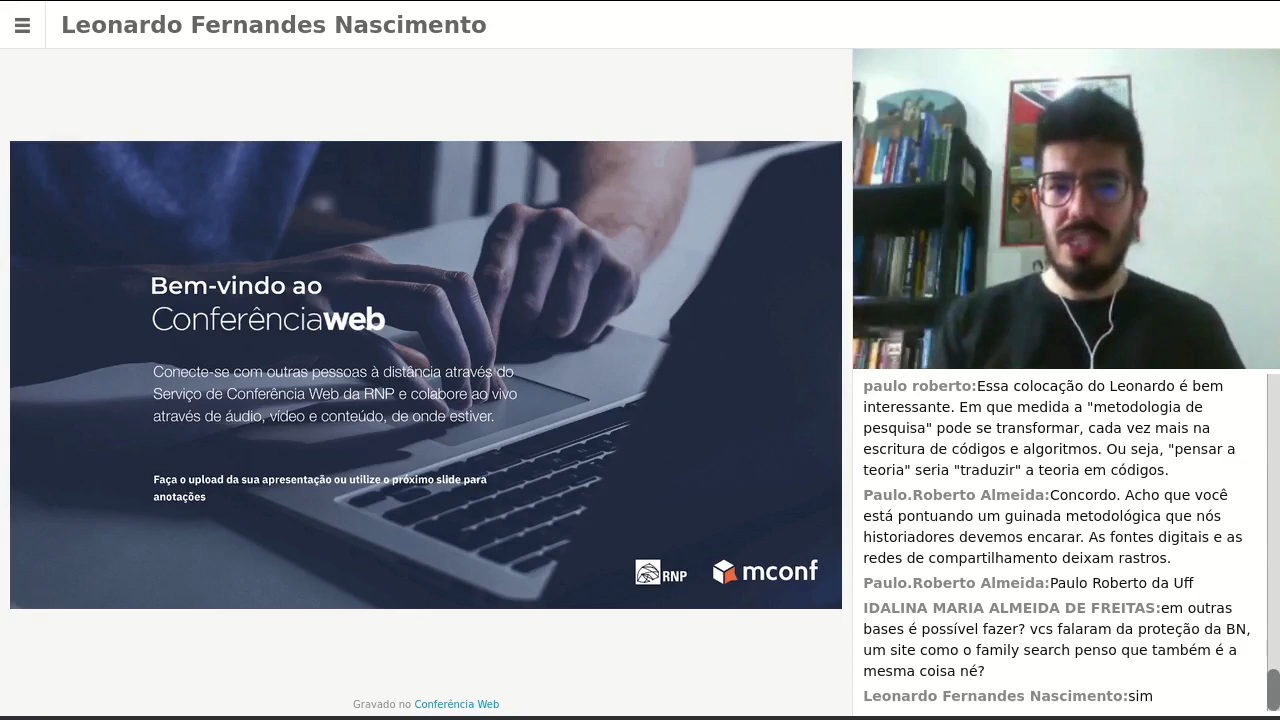 Leonardo Fernandes Nascimento
Bem-vindo ao
Conferênciaweb
Conecte-se com outras pessoas à distância através do
Serviço de Conferência Web da RNP e colabore ao vivo
através de áudio, vídeo e conteúdo, de onde estiver.
Faça o upload da sua apresentação ou utilize o próximo slide para
anotações
RNP
mconf
Gravado no Conferência Web
paulo roberto:Essa colocação do Leonardo é bem
interessante. Em que medida a "metodologia de
pesquisa" pode se transformar, cada vez mais na
escritura de códigos e algoritmos. Ou seja, "pensar a
teoria" seria "traduzir" a teoria em códigos.
Paulo.Roberto Almeida:Concordo. Acho que você
está pontuando um guinada metodológica que nós
historiadores devemos encarar. As fontes digitais e as
redes de compartilhamento deixam rastros.
Paulo.Roberto Almeida:Paulo Roberto da Uff
IDALINA MARIA ALMEIDA DE FREITAS:em outras
bases é possível fazer? vcs falaram da proteção da BN,
um site como o family search penso que também é a
mesma coisa né?
Leonardo Fernandes Nascimento:sim